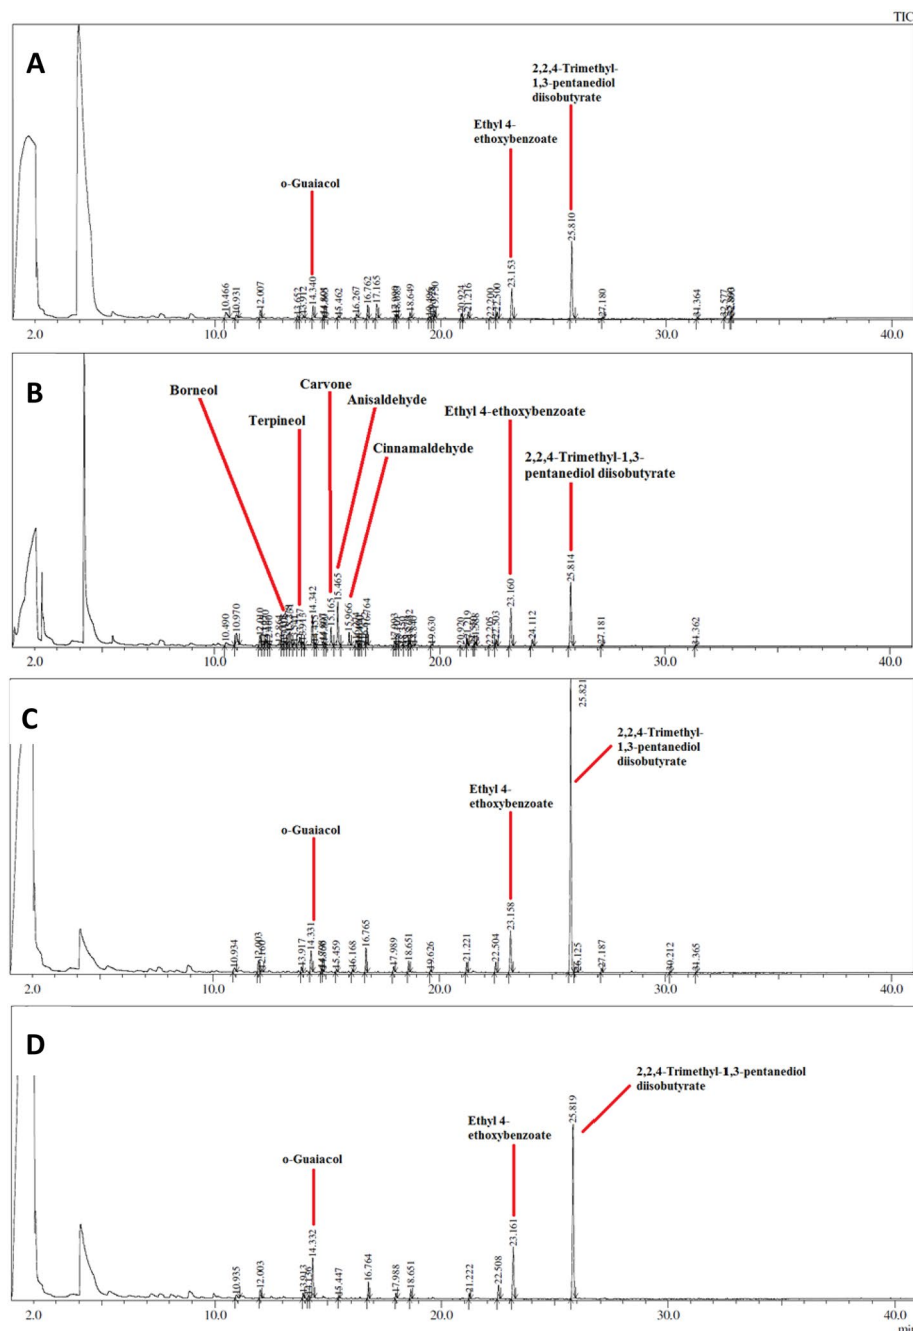 TIC
A
2,2,4-Trimethyl-
1,3-pentanediol
diisobutyrate
Ethyl 4-
ethoxybenzoate
o-Guaiacol
10.466
10.931
12.007
13.652
13.912
14.340
15.462
16.267
16.762
17.165
18.649
19.750
20.924
21.216
22.200
22.500
23.153
25.810
27.180
31.364
32.577
2.0 10.0 20.0 30.0 40.0
B
Borneol
Terpineol
Carvone
Anisaldehyde
Cinnamaldehyde
Ethyl 4-ethoxybenzoate
2,2,4-Trimethyl-1,3-
pentanediol diisobutyrate
10.490
10.970
14.342
15.165
15.465
15.966
16.764
19.630
20.920
22.205
22.503
23.160
24.112
25.814
27.181
31.362
2.0 10.0 20.0 30.0 40.0
C
2,2,4-Trimethyl-
1,3-pentanediol
diisobutyrate
Ethyl 4-
ethoxybenzoate
o-Guaiacol
10.934
12.003
13.917
14.331
15.459
16.168
16.765
17.989
18.651
19.626
21.221
22.504
23.158
25.821
26.125
27.187
30.212
31.365
2.0 10.0 20.0 30.0 40.0
D
2,2,4-Trimethyl-1,3-pentanediol
diisobutyrate
Ethyl 4-
ethoxybenzoate
o-Guaiacol
10.935
12.003
13.913
14.332
15.447
16.764
17.988
18.651
21.222
22.508
23.161
25.819
2.0 10.0 20.0 30.0 40.0